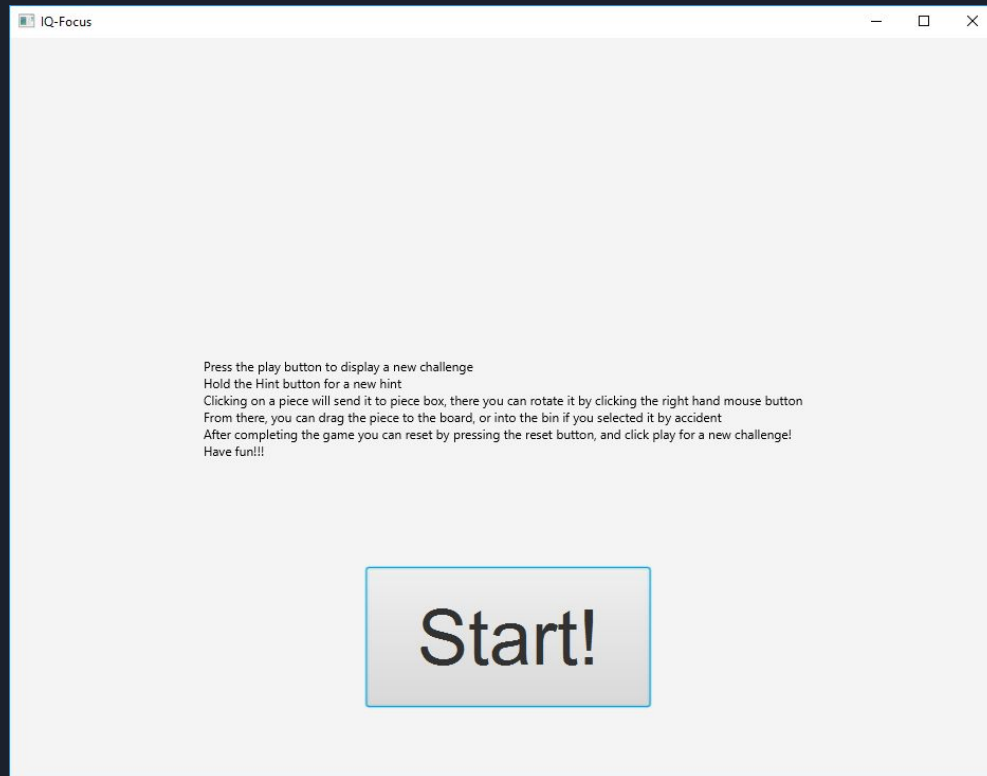 IQ-Focus
Press the play button to display a new challenge
Hold the Hint button for a new hint
Clicking on a piece will send it to piece box, there you can rotate it by clicking the right hand mouse button
From there, you can drag the piece to the board, or into the bin if you selected it by accident
After completing the game you can reset by pressing the reset button, and click play for a new challenge!
Have fun!!!
Start!